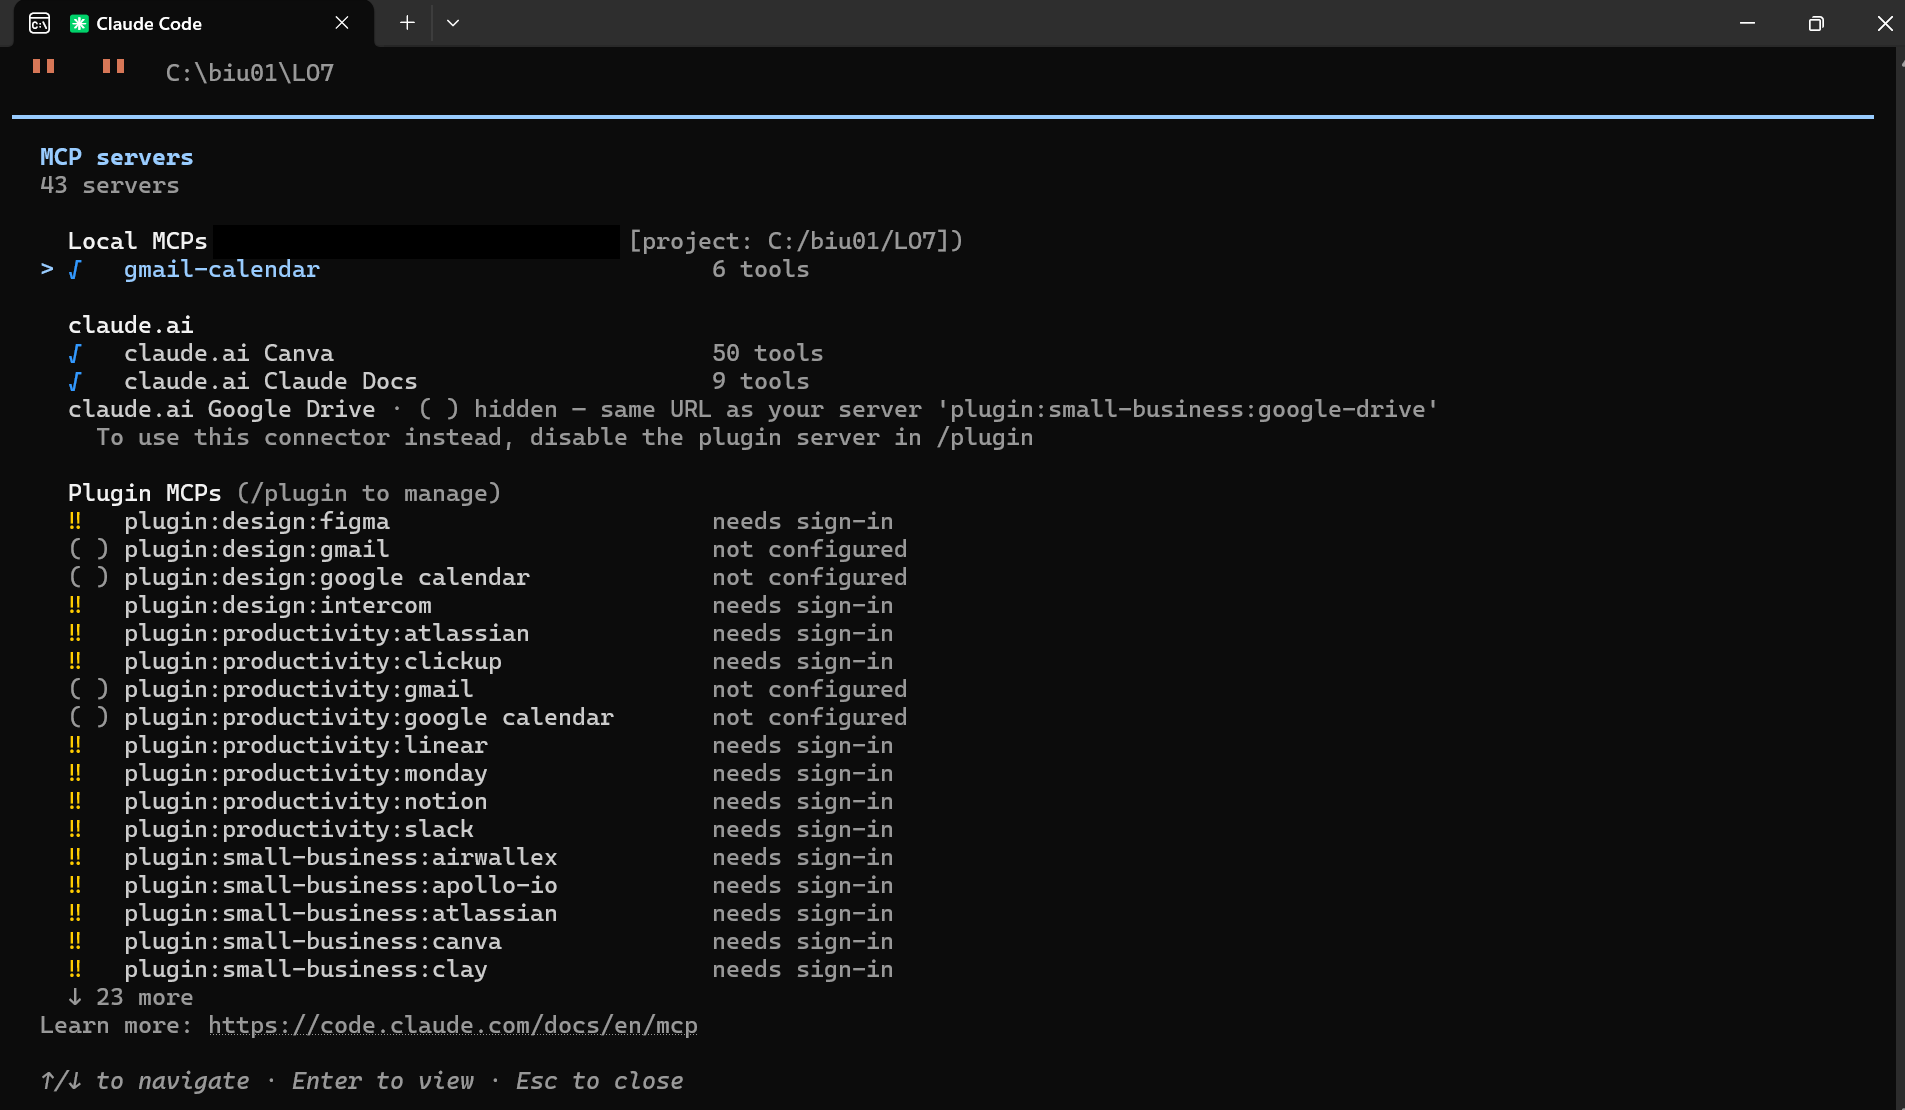 Claude Code
C:\biu01\LO7
MCP servers
43 servers
Local MCPs [project: C:/biu01/LO7])
> √ gmail-calendar 6 tools
claude.ai
√ claude.ai Canva 50 tools
√ claude.ai Claude Docs 9 tools
claude.ai Google Drive · ( ) hidden — same URL as your server 'plugin:small-business:google-drive'
To use this connector instead, disable the plugin server in /plugin
Plugin MCPs (/plugin to manage)
‼ plugin:design:figma needs sign-in
( ) plugin:design:gmail not configured
( ) plugin:design:google calendar not configured
‼ plugin:design:intercom needs sign-in
‼ plugin:productivity:atlassian needs sign-in
‼ plugin:productivity:clickup needs sign-in
( ) plugin:productivity:gmail not configured
( ) plugin:productivity:google calendar not configured
‼ plugin:productivity:linear needs sign-in
‼ plugin:productivity:monday needs sign-in
‼ plugin:productivity:notion needs sign-in
‼ plugin:productivity:slack needs sign-in
‼ plugin:small-business:airwallex needs sign-in
‼ plugin:small-business:apollo-io needs sign-in
‼ plugin:small-business:atlassian needs sign-in
‼ plugin:small-business:canva needs sign-in
‼ plugin:small-business:clay needs sign-in
↓ 23 more
Learn more: https://code.claude.com/docs/en/mcp
↑/↓ to navigate · Enter to view · Esc to close